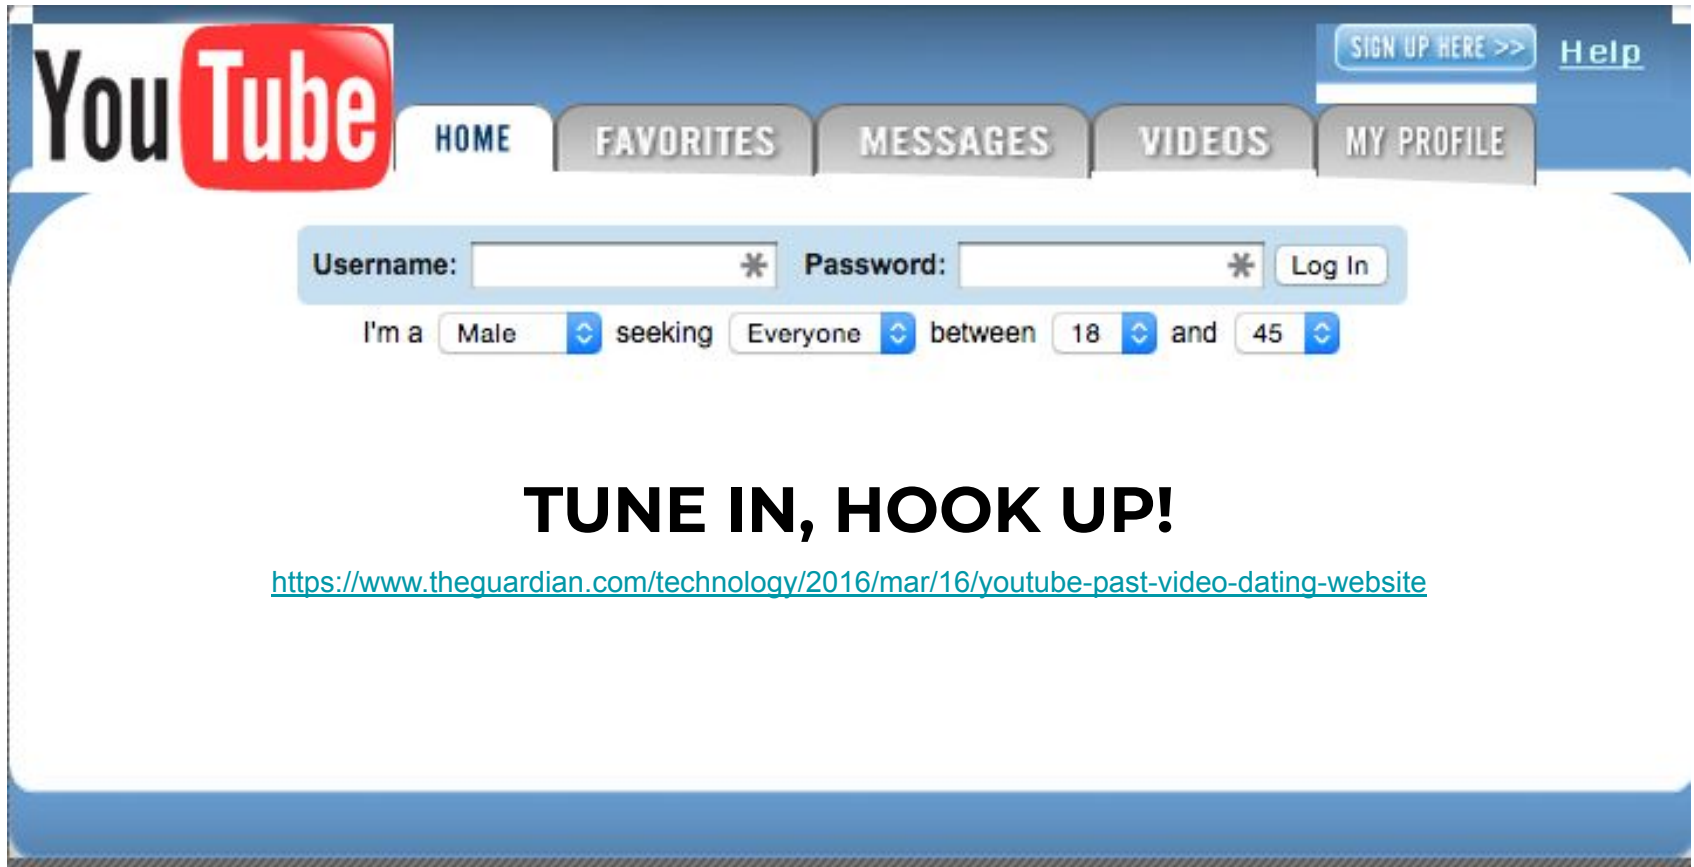 YouTube
SIGN UP HERE >>
Help
HOME
FAVORITES
MESSAGES
VIDEOS
MY PROFILE
Username:
Password:
Log In
I'm a Male seeking Everyone between 18 and 45
TUNE IN, HOOK UP!
https://www.theguardian.com/technology/2016/mar/16/youtube-past-video-dating-website